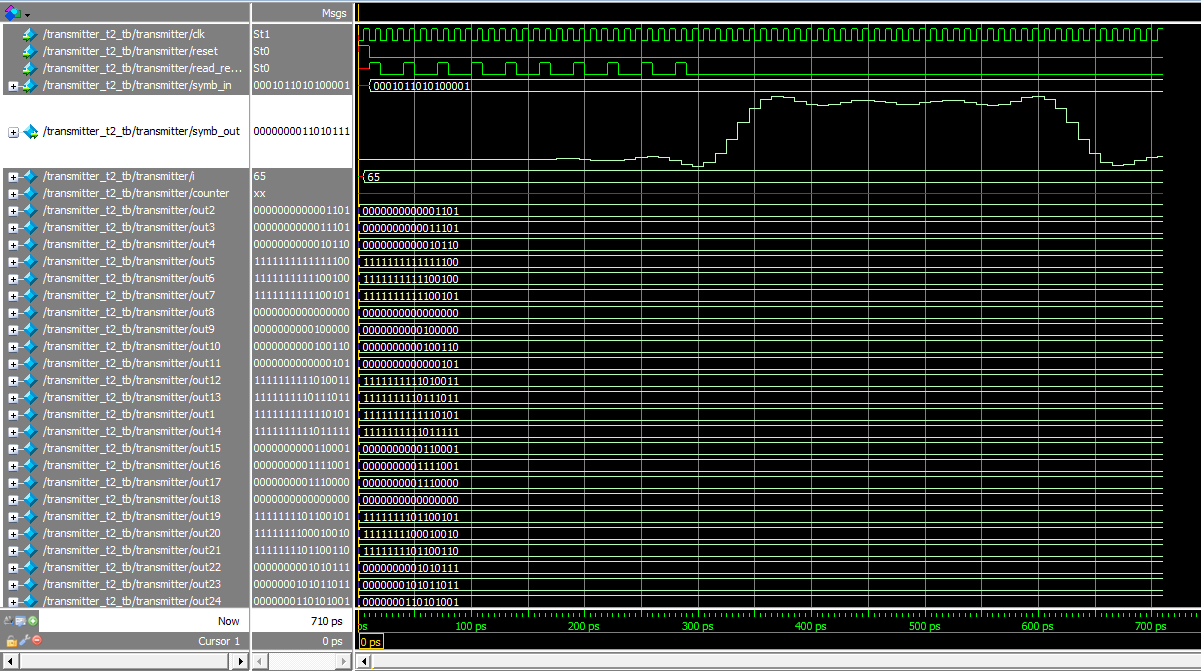 Msgs
/transmitter_t2_tb/transmitter/clk St1
/transmitter_t2_tb/transmitter/reset St0
/transmitter_t2_tb/transmitter/read_re... St0
/transmitter_t2_tb/transmitter/symb_in 0001011010100001 0001011010100001
/transmitter_t2_tb/transmitter/symb_out 0000000011010111
/transmitter_t2_tb/transmitter/i 65 65
/transmitter_t2_tb/transmitter/counter xx
/transmitter_t2_tb/transmitter/out2 0000000000001101 0000000000001101
/transmitter_t2_tb/transmitter/out3 0000000000011101 0000000000011101
/transmitter_t2_tb/transmitter/out4 0000000000010110 0000000000010110
/transmitter_t2_tb/transmitter/out5 1111111111111100 1111111111111100
/transmitter_t2_tb/transmitter/out6 1111111111100100 1111111111100100
/transmitter_t2_tb/transmitter/out7 1111111111100101 1111111111100101
/transmitter_t2_tb/transmitter/out8 0000000000000000 0000000000000000
/transmitter_t2_tb/transmitter/out9 0000000000100000 0000000000100000
/transmitter_t2_tb/transmitter/out10 0000000000100110 0000000000100110
/transmitter_t2_tb/transmitter/out11 0000000000000101 0000000000000101
/transmitter_t2_tb/transmitter/out12 1111111111010011 1111111111010011
/transmitter_t2_tb/transmitter/out13 1111111110111011 1111111110111011
/transmitter_t2_tb/transmitter/out1 1111111111110101 1111111111110101
/transmitter_t2_tb/transmitter/out14 1111111111011111 1111111111011111
/transmitter_t2_tb/transmitter/out15 0000000000110001 0000000000110001
/transmitter_t2_tb/transmitter/out16 0000000001111001 0000000001111001
/transmitter_t2_tb/transmitter/out17 0000000001110000 0000000001110000
/transmitter_t2_tb/transmitter/out18 0000000000000000 0000000000000000
/transmitter_t2_tb/transmitter/out19 1111111101100101 1111111101100101
/transmitter_t2_tb/transmitter/out20 1111111100010010 1111111100010010
/transmitter_t2_tb/transmitter/out21 1111111101100110 1111111101100110
/transmitter_t2_tb/transmitter/out22 0000000001010111 0000000001010111
/transmitter_t2_tb/transmitter/out23 0000000101011011 0000000101011011
/transmitter_t2_tb/transmitter/out24 0000000110101001 0000000110101001
Now 710 ps ps 100 ps 200 ps 300 ps 400 ps 500 ps 600 ps 700 ps
Cursor 1 0 ps 0 ps